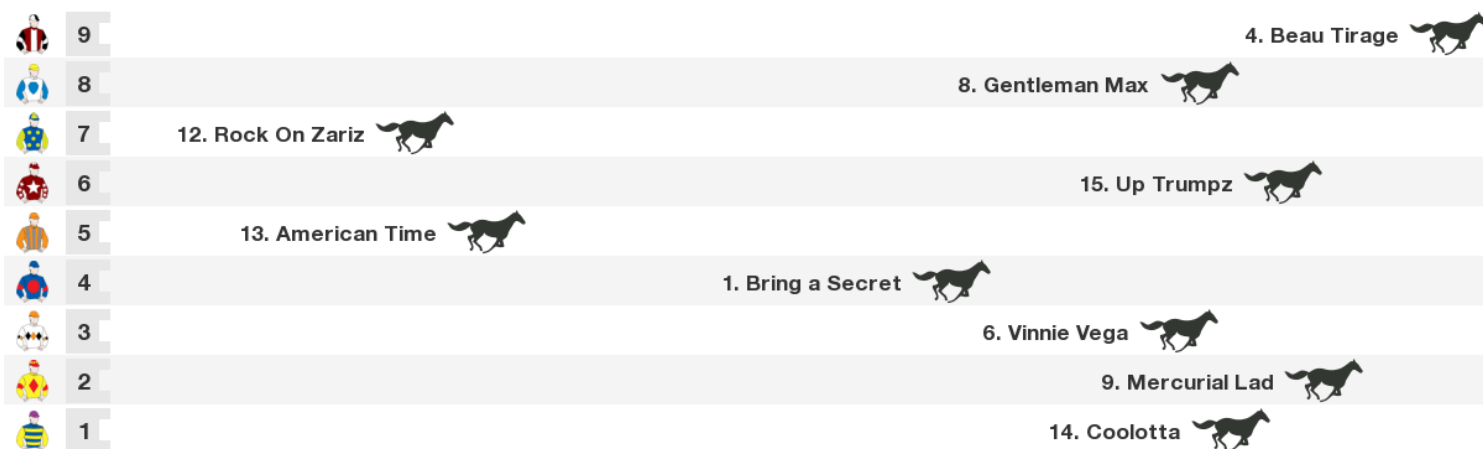 9 4. Beau Tirage
8 8. Gentleman Max
7 12. Rock On Zariz
6 15. Up Trumpz
5 13. American Time
4 1. Bring a Secret
3 6. Vinnie Vega
2 9. Mercurial Lad
1 14. Coolotta